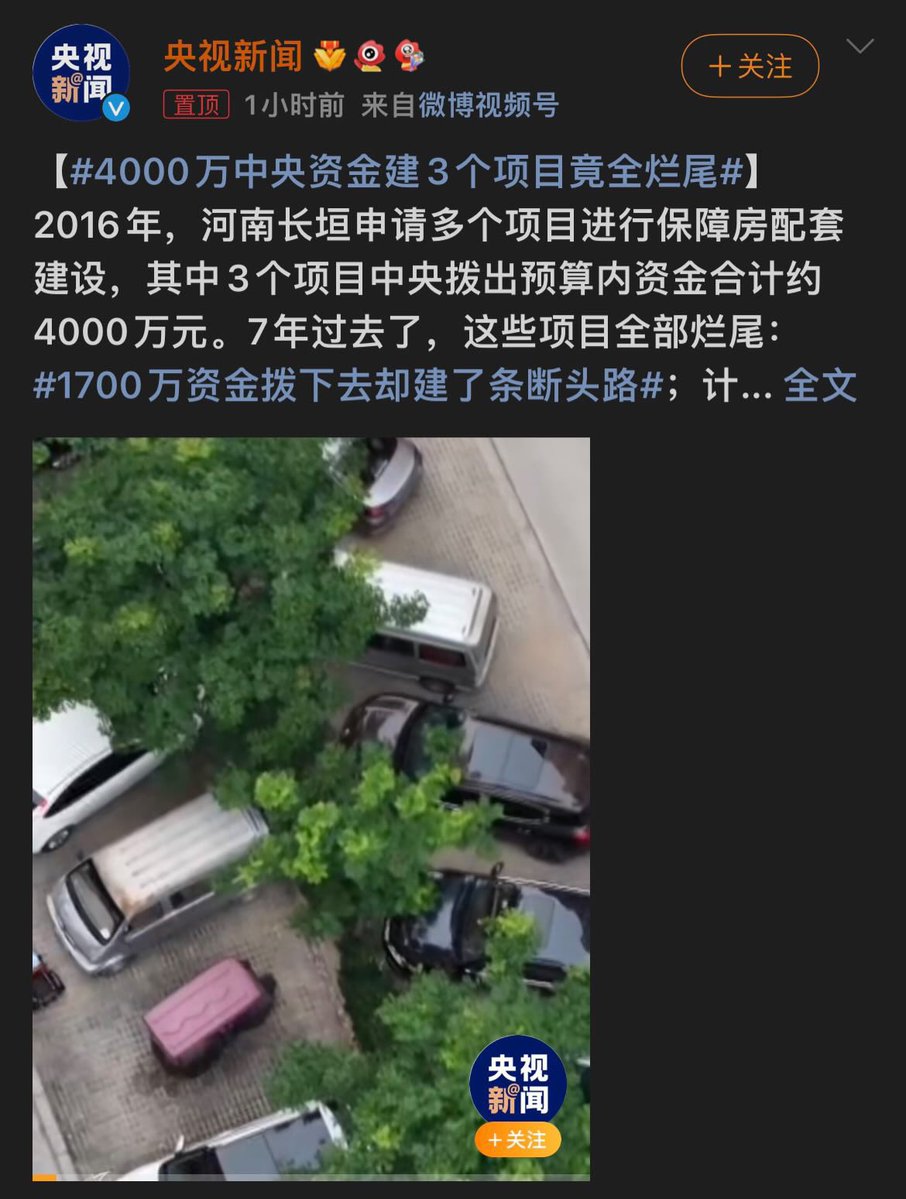 央视
新@闻
央视新闻
+关注
置顶 1小时前 来自微博视频号
【#4000万中央资金建3个项目竟全烂尾#】
2016年，河南长垣申请多个项目进行保障房配套
建设，其中3个项目中央拨出预算内资金合计约
4000万元。7年过去了，这些项目全部烂尾：
#1700万资金拨下去却建了条断头路#；计... 全文
央视
新@闻
+关注